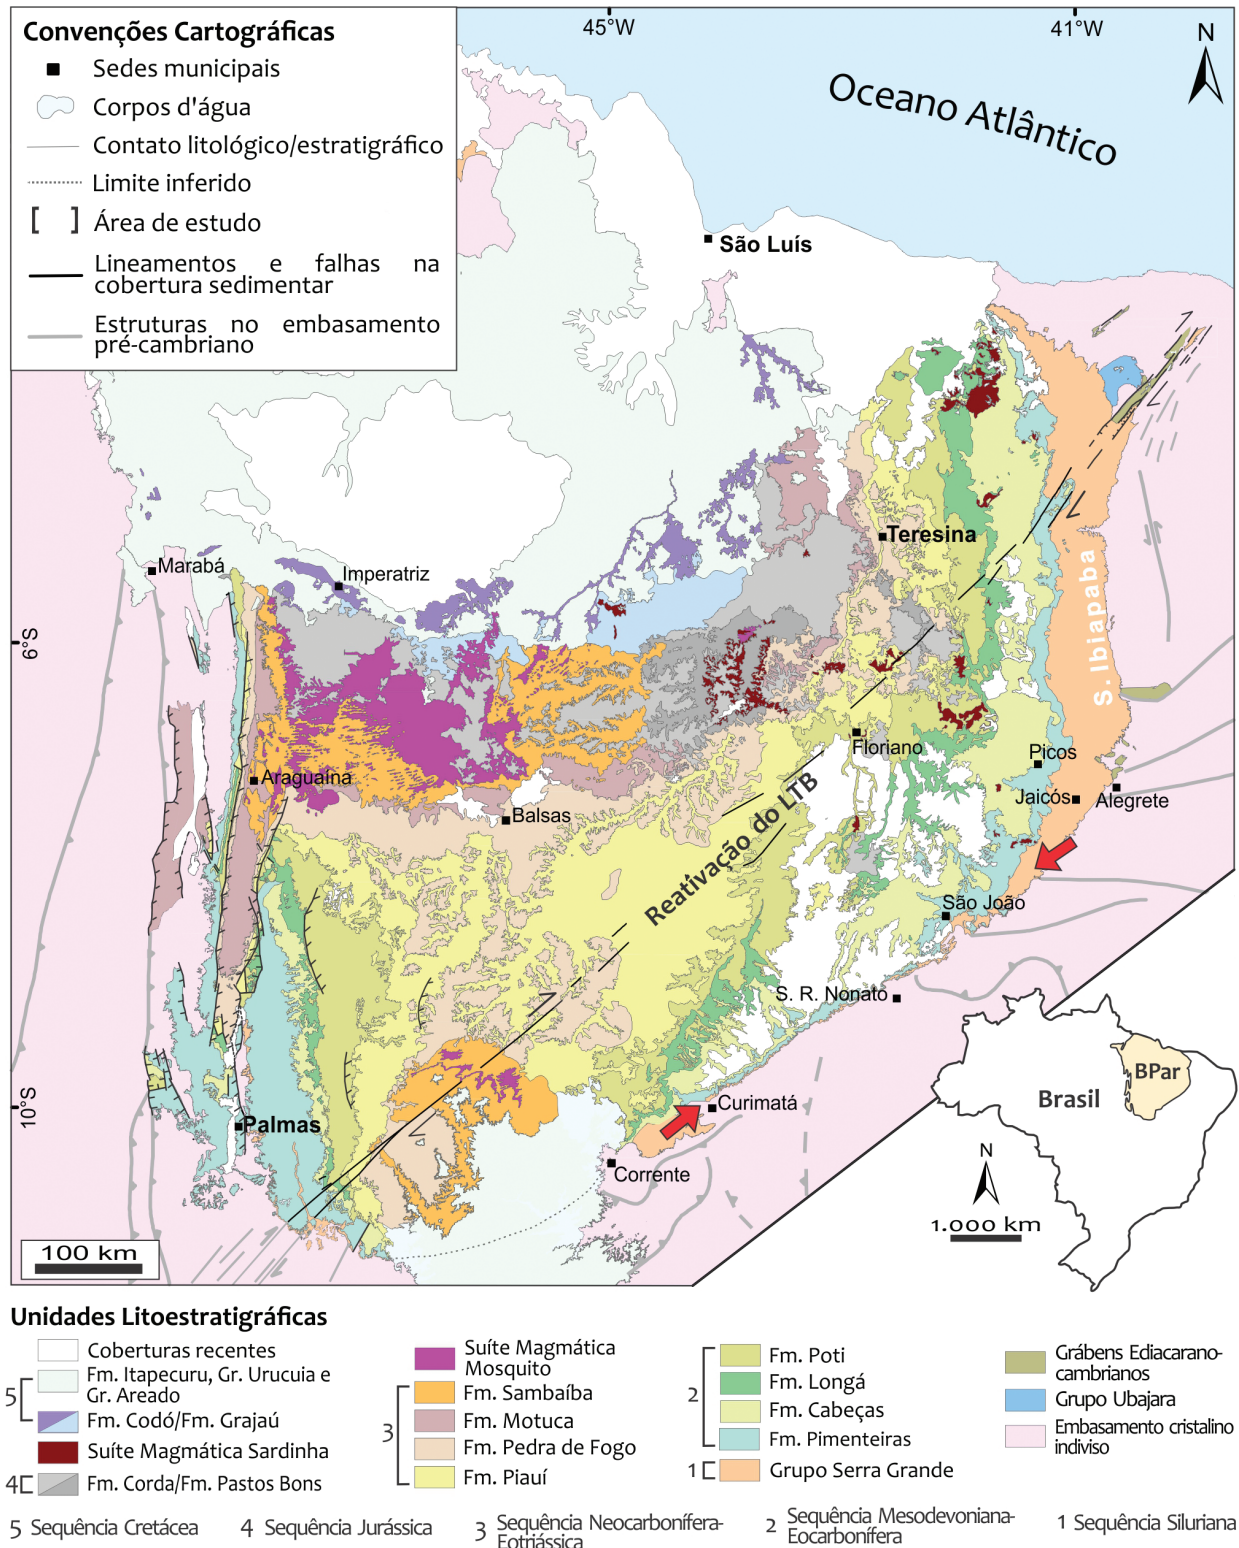 Convenções Cartográficas
Sedes municipais
Corpos d'água
Contato litológico/estratigráfico
Limite inferido
Área de estudo
Lineamentos e falhas na
cobertura sedimentar
Estruturas no embasamento
pré-cambriano
45°W
41°W
N
Oceano Atlântico
São Luís
Teresina
Marabá
Imperatriz
6°S
S. Ibiapaba
Floriano
Picos
Araguaína
Jaicós
Alegrete
Balsas
Reativação do LTB
São João
S. R. Nonato
10°S
Curimatá
Palmas
Corrente
BPar
Brasil
N
1.000 km
100 km
Unidades Litoestratigráficas
Coberturas recentes
5
Fm. Itapecuru, Gr. Urucuia e
Gr. Areado
Fm. Codó/Fm. Grajaú
Suíte Magmática Sardinha
4
Fm. Corda/Fm. Pastos Bons
Suíte Magmática
Mosquito
3
Fm. Sambaíba
Fm. Motuca
Fm. Pedra de Fogo
Fm. Piauí
2
Fm. Poti
Fm. Longá
Fm. Cabeças
Fm. Pimenteiras
1
Grupo Serra Grande
Grábens Ediacarano-
cambrianos
Grupo Ubajara
Embasamento cristalino
indiviso
5 Sequência Cretácea
4 Sequência Jurássica
3 Sequência Neocarbonífera-
Eotriássica
2 Sequência Mesodevoniana-
Eocarbonífera
1 Sequência Siluriana